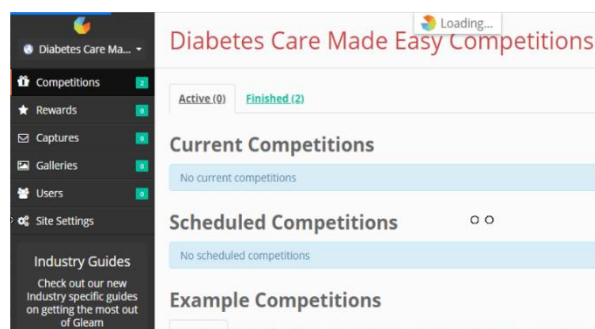 Loading...
Diabetes Care Ma...
Diabetes Care Made Easy Competitions
Competitions 2
Rewards 0
Captures 0
Galleries 0
Users 0
Site Settings
Industry Guides
Check out our new
Industry specific guides
on getting the most out
of Gleam
Active (0) Finished (2)
Current Competitions
No current competitions
Scheduled Competitions
No scheduled competitions
Example Competitions